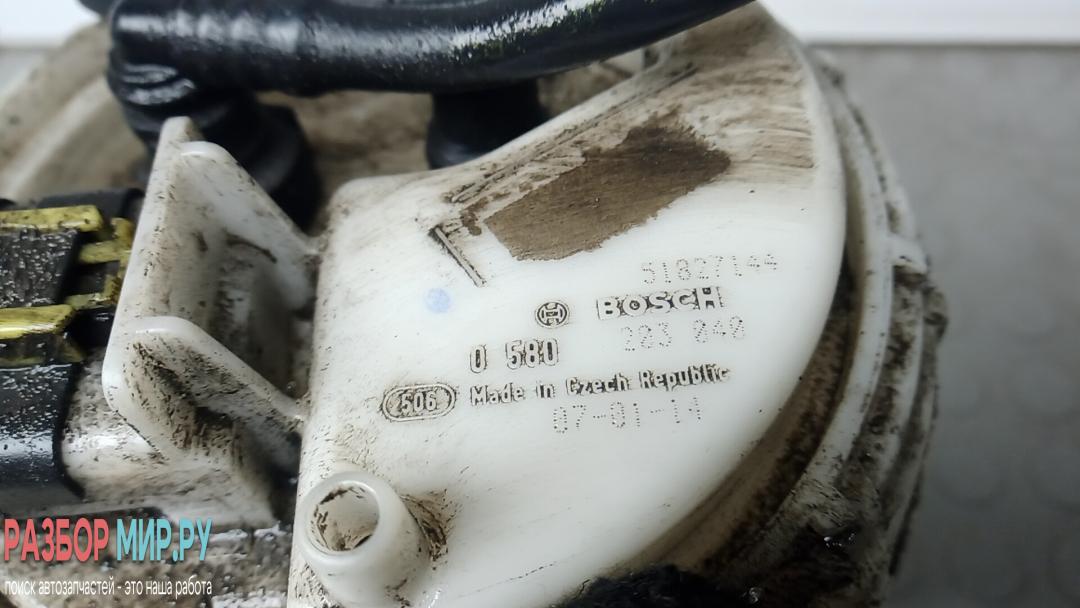 51827144
BOSCH
0 580 203 040
506 Made in Czech Republic
07-01-14
РАЗБОР МИР.РУ
поиск автозапчастей - это наша работа